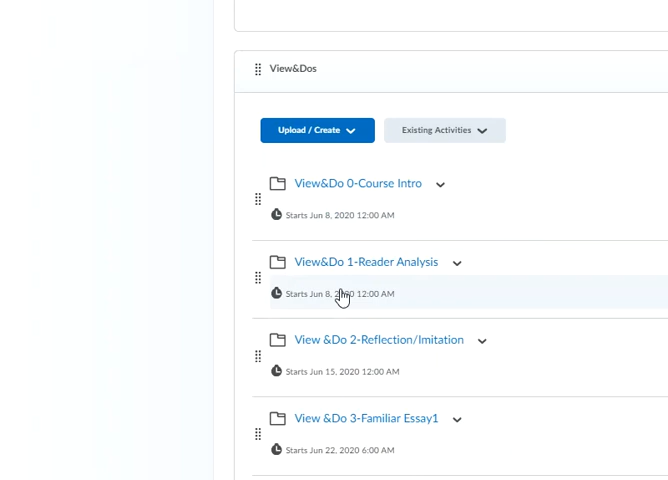 View&Dos
Upload / Create
Existing Activities
View&Do 0-Course Intro
Starts Jun 8, 2020 12:00 AM
View&Do 1-Reader Analysis
Starts Jun 8, 2020 12:00 AM
View &Do 2-Reflection/Imitation
Starts Jun 15, 2020 12:00 AM
View &Do 3-Familiar Essay1
Starts Jun 22, 2020 6:00 AM